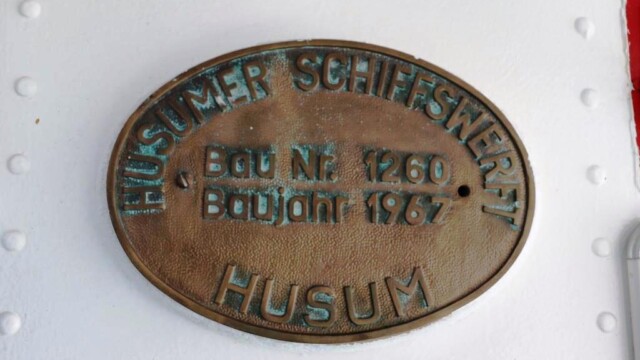 HUSUMER SCHIFFSWERFT
Bau Nr. 1260
Baujahr 1967
HUSUM